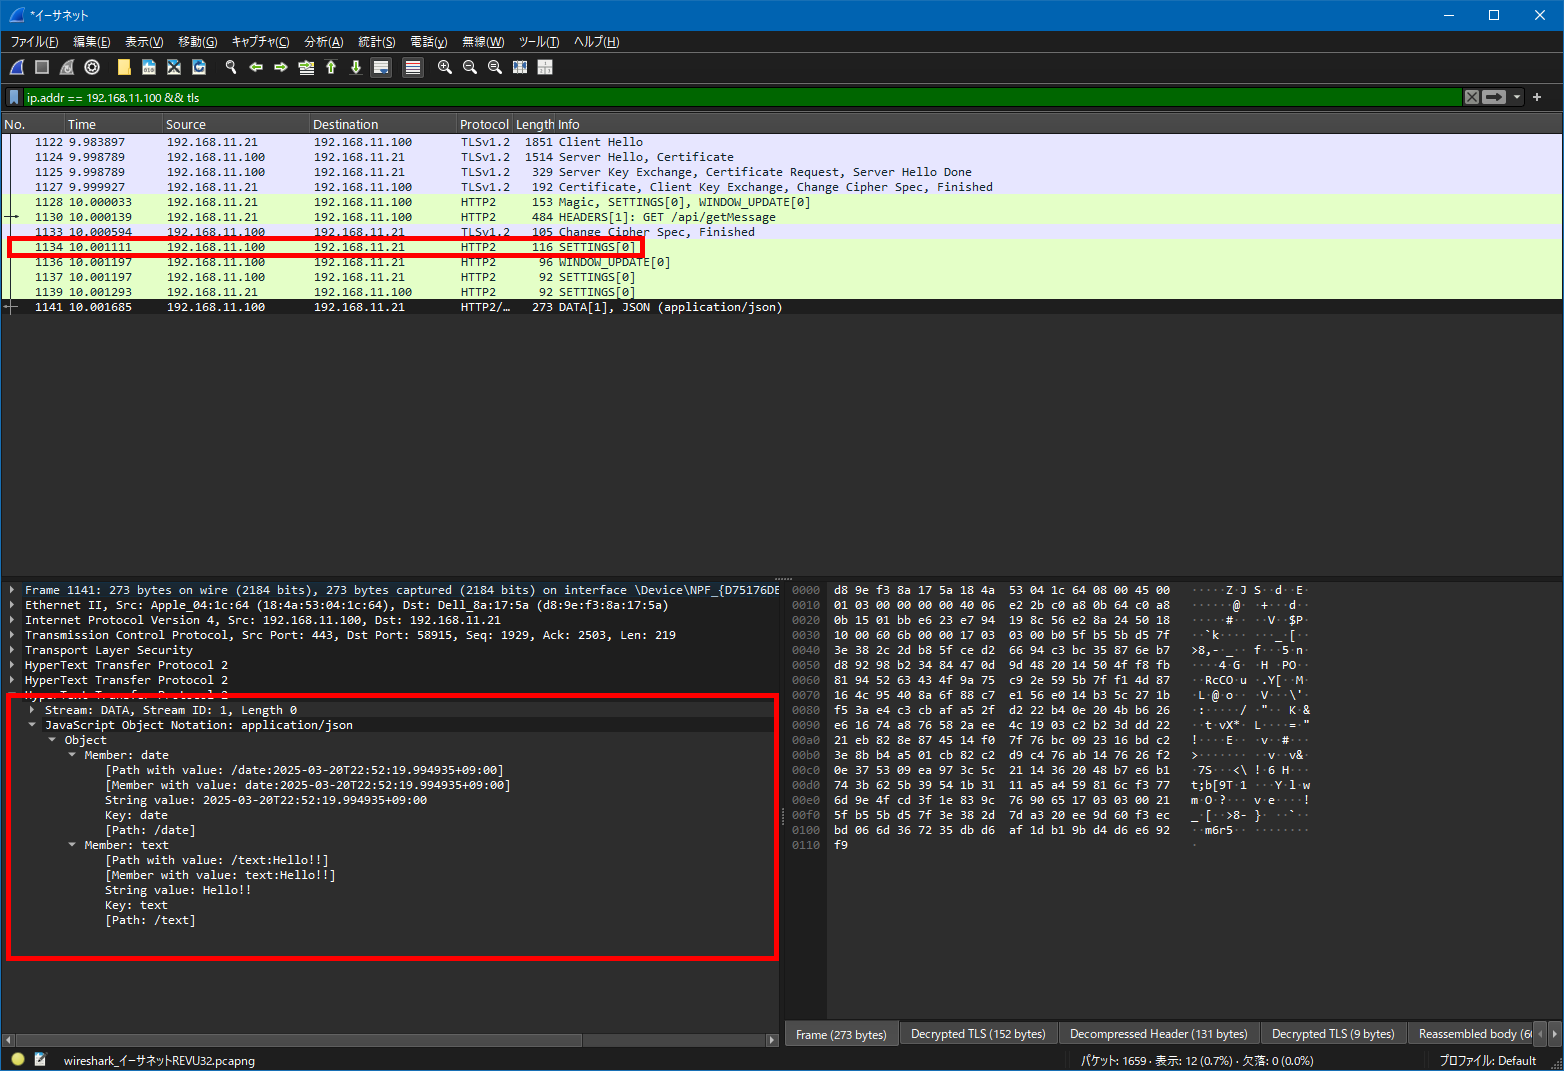 *イーサネット
ファイル(F) 編集(E) 表示(V) 移動(G) キャプチャ(C) 分析(A) 統計(S) 電話(y) 無線(W) ツール(T) ヘルプ(H)
ip.addr == 192.168.11.100 && tls
No. Time Source Destination Protocol Length Info
1122 9.983897 192.168.11.21 192.168.11.100 TLSv1.2 1851 Client Hello
1124 9.998789 192.168.11.100 192.168.11.21 TLSv1.2 1514 Server Hello, Certificate
1125 9.998789 192.168.11.100 192.168.11.21 TLSv1.2 329 Server Key Exchange, Certificate Request, Server Hello Done
1127 9.999927 192.168.11.21 192.168.11.100 TLSv1.2 192 Certificate, Client Key Exchange, Change Cipher Spec, Finished
1128 10.000033 192.168.11.21 192.168.11.100 HTTP2 153 Magic, SETTINGS[0], WINDOW_UPDATE[0]
1130 10.000139 192.168.11.21 192.168.11.100 HTTP2 484 HEADERS[1]: GET /api/getMessage
1133 10.000594 192.168.11.100 192.168.11.21 TLSv1.2 105 Change Cipher Spec, Finished
1134 10.001111 192.168.11.100 192.168.11.21 HTTP2 116 SETTINGS[0]
1136 10.001197 192.168.11.100 192.168.11.21 HTTP2 96 WINDOW_UPDATE[0]
1137 10.001197 192.168.11.100 192.168.11.21 HTTP2 92 SETTINGS[0]
1139 10.001293 192.168.11.21 192.168.11.100 HTTP2 92 SETTINGS[0]
1141 10.001685 192.168.11.100 192.168.11.21 HTTP2/… 273 DATA[1], JSON (application/json)
Frame 1141: 273 bytes on wire (2184 bits), 273 bytes captured (2184 bits) on interface \Device\NPF_{D75176DE
Ethernet II, Src: Apple_04:1c:64 (18:4a:53:04:1c:64), Dst: Dell_8a:17:5a (d8:9e:f3:8a:17:5a)
Internet Protocol Version 4, Src: 192.168.11.100, Dst: 192.168.11.21
Transmission Control Protocol, Src Port: 443, Dst Port: 58915, Seq: 1929, Ack: 2503, Len: 219
Transport Layer Security
HyperText Transfer Protocol 2
HyperText Transfer Protocol 2
HyperText Transfer Protocol 2
Stream: DATA, Stream ID: 1, Length 0
JavaScript Object Notation: application/json
Object
Member: date
[Path with value: /date:2025-03-20T22:52:19.994935+09:00]
[Member with value: date:2025-03-20T22:52:19.994935+09:00]
String value: 2025-03-20T22:52:19.994935+09:00
Key: date
[Path: /date]
Member: text
[Path with value: /text:Hello!!]
[Member with value: text:Hello!!]
String value: Hello!!
Key: text
[Path: /text]
0000 d8 9e f3 8a 17 5a 18 4a 53 04 1c 64 08 00 45 00 ·····Z·J S··d··E·
0010 01 03 00 00 00 00 40 06 e2 2b c0 a8 0b 64 c0 a8 ······@· ·+···d··
0020 0b 15 01 bb e6 23 e7 94 19 8c 56 e2 8a 24 50 18 ·····#·· ··V··$P·
0030 10 00 60 6b 00 00 17 03 03 00 b0 5f b5 5b d5 7f ··`k···· ···_·[··
0040 3e 38 2c 2d b8 5f ce d2 66 94 c3 bc 35 87 6e b7 >8,-·_·· f···5·n·
0050 d8 92 98 b2 34 84 47 0d 9d 48 20 14 50 4f f8 fb ····4·G· ·H ·PO··
0060 81 94 52 63 43 4f 9a 75 c9 2e 59 5b 7f f1 4d 87 ··RcCO·u ·.Y[··M·
0070 16 4c 95 40 8a 6f 88 c7 e1 56 e0 14 b3 5c 27 1b ·L·@·o·· ·V···\'·
0080 f5 3a e4 c3 cb af a5 2f d2 22 b4 0e 20 4b b6 26 ·:·····/ ·"·· K·&
0090 e6 16 74 a8 76 58 2a ee 4c 19 03 c2 b2 3d dd 22 ··t·vX*· L····=·"
00a0 21 eb 82 8e 87 45 14 f0 7f 76 bc 09 23 16 bd c2 !····E·· ·v··#···
00b0 3e 8b b4 a5 01 cb 82 c2 d9 c4 76 ab 14 76 26 f2 >······· ··v··v&·
00c0 0e 37 53 09 ea 97 3c 5c 21 14 36 20 48 b7 e6 b1 ·7S···<\ !·6 H···
00d0 74 3b 62 5b 39 54 1b 31 11 a5 a4 59 81 6c f3 77 t;b[9T·1 ···Y·l·w
00e0 6d 9e 4f cd 3f 1e 83 9c 76 90 65 17 03 03 00 21 m·O·?··· v·e····!
00f0 5f b5 5b d5 7f 3e 38 2d 7d a3 20 ee 9d 60 f3 ec _·[··>8- }· ··`··
0100 bd 06 6d 36 72 35 db d6 af 1d b1 9b d4 d6 e6 92 ··m6r5·· ········
0110 f9 ·
Frame (273 bytes) Decrypted TLS (152 bytes) Decompressed Header (131 bytes) Decrypted TLS (9 bytes) Reassembled body (6
wireshark_イーサネットREVU32.pcapng パケット: 1659 · 表示: 12 (0.7%) · 欠落: 0 (0.0%) プロファイル: Default